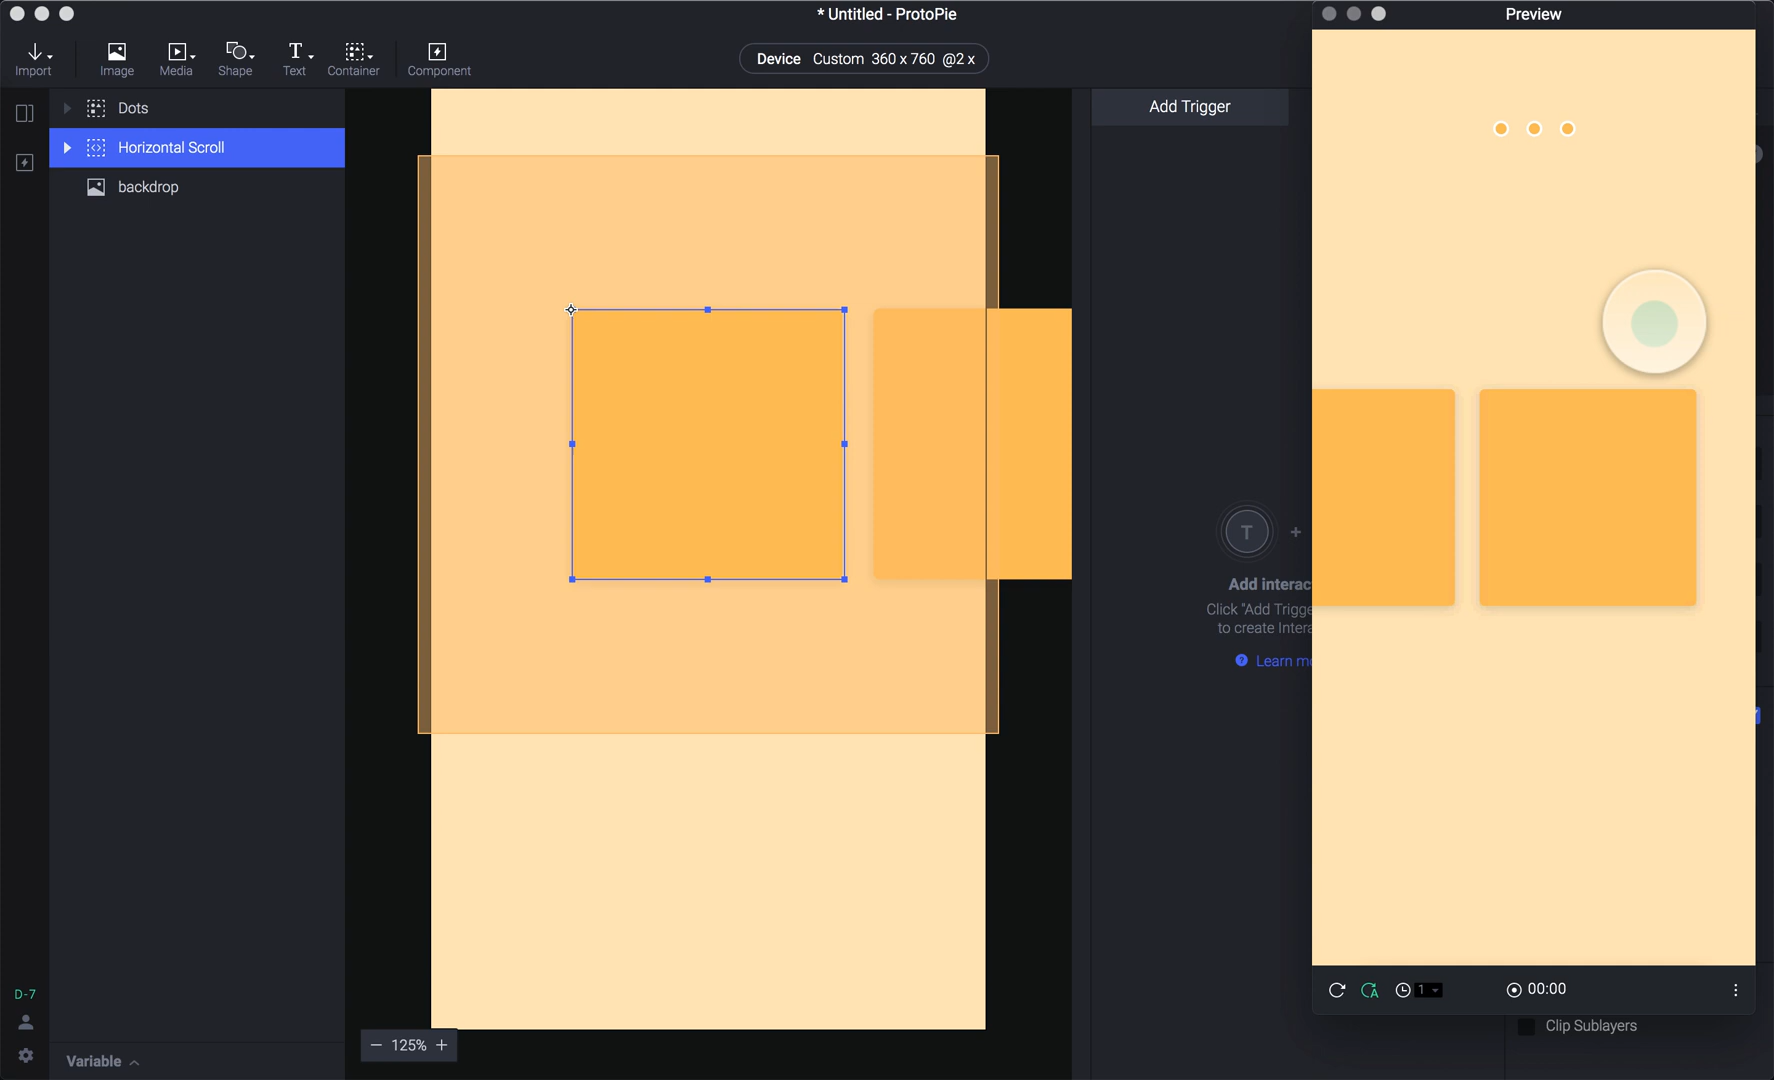 * Untitled - ProtoPie
Preview
Import
Image
Media
Shape
T
Text
Container
Component
Device Custom 360 x 760 @2 x
Dots
Add Trigger
Horizontal Scroll
backdrop
T +
Add interac
Click "Add Trigge
to create Intera
? Learn mo
D-7
A
1
00:00
Clip Sublayers
125%
Variable